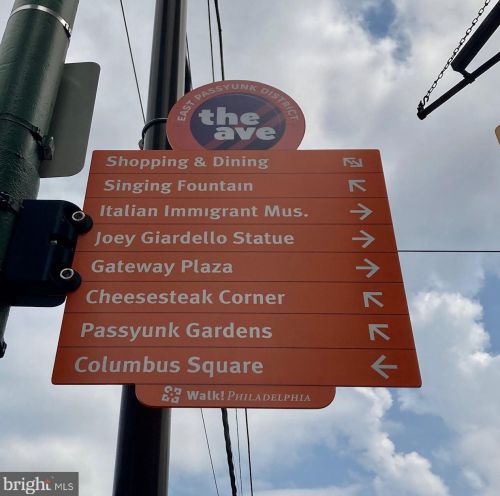 EAST PASSYUNK DISTRICT
the
ave
Shopping & Dining
Singing Fountain
Italian Immigrant Mus.
Joey Giardello Statue
Gateway Plaza
Cheesesteak Corner
Passyunk Gardens
Columbus Square
Walk! PHILADELPHIA
bright MLS